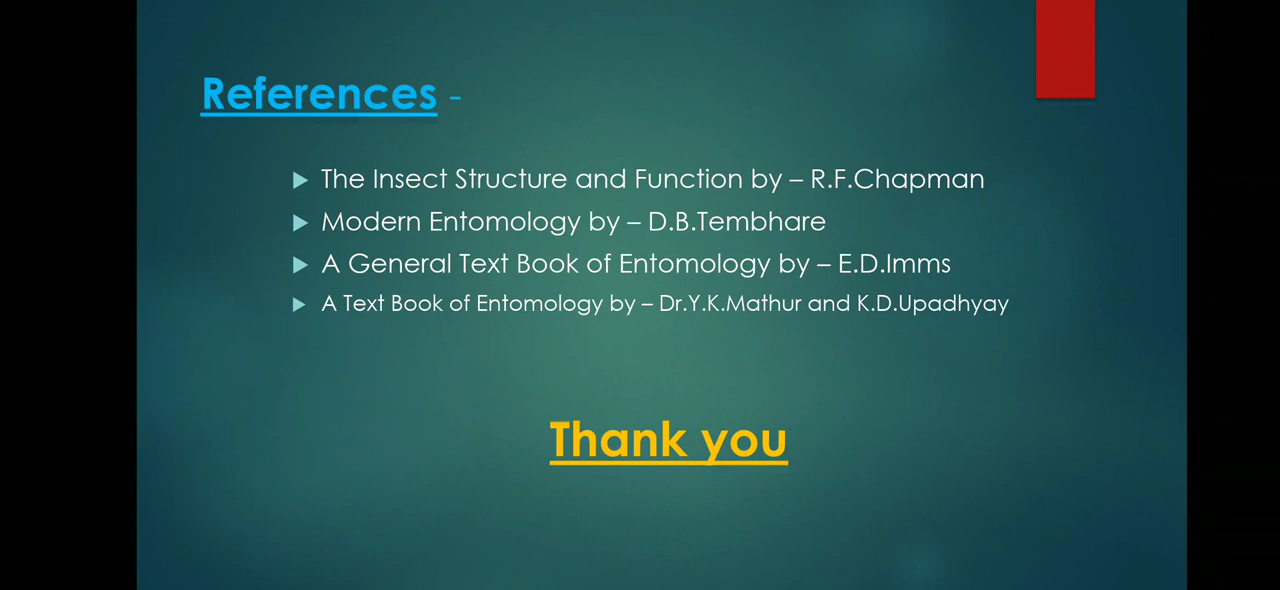 References -
The Insect Structure and Function by – R.F.Chapman
Modern Entomology by – D.B.Tembhare
A General Text Book of Entomology by – E.D.Imms
A Text Book of Entomology by – Dr.Y.K.Mathur and K.D.Upadhyay
Thank you